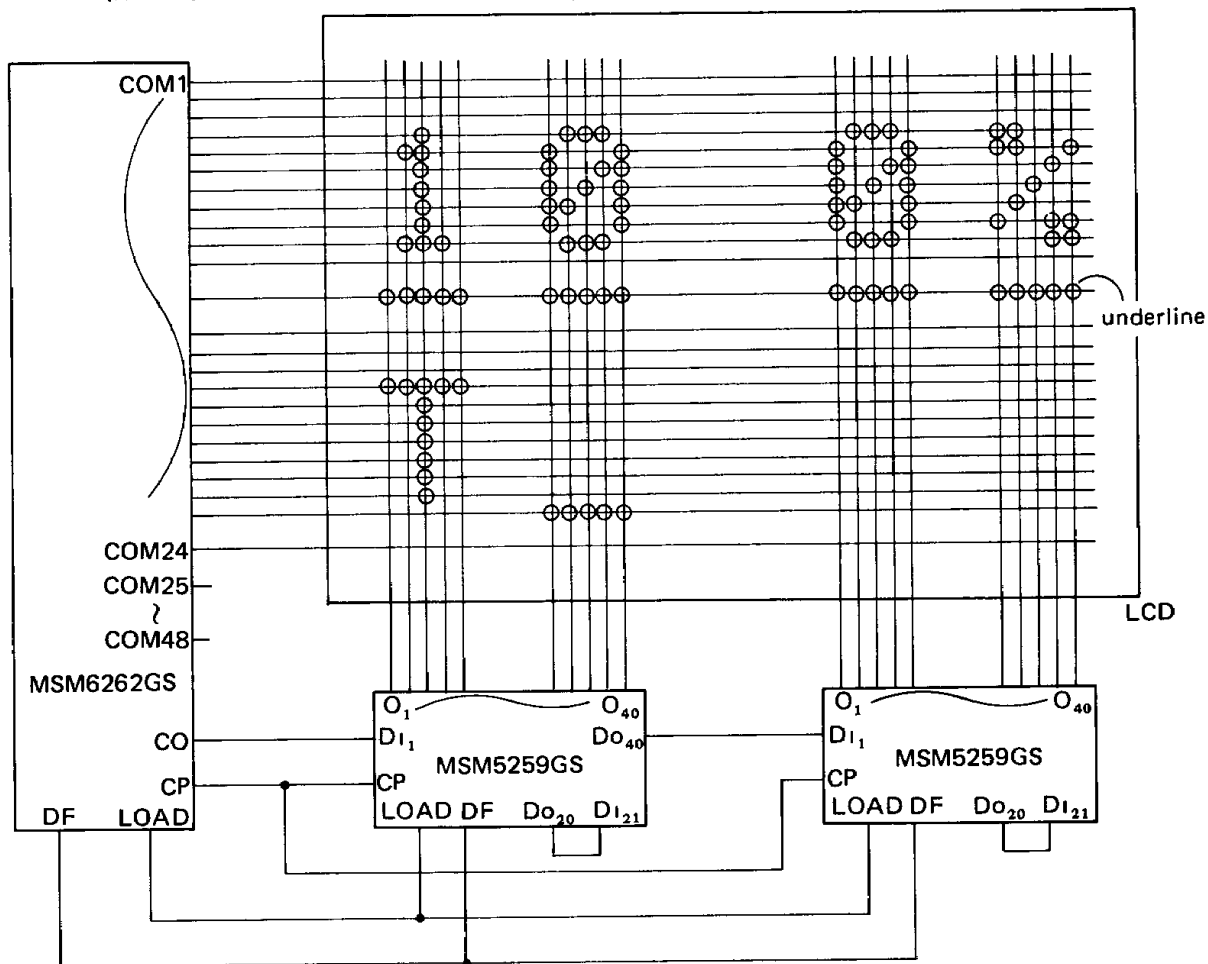 COM1
underline
COM24
COM25
~
COM48
LCD
MSM6262GS
O₁ O₄₀
O₁ O₄₀
CO
DI₁ DO₄₀
DI₁
MSM5259GS
MSM5259GS
CP
CP
CP
DF LOAD
LOAD DF DO₂₀ DI₂₁
LOAD DF DO₂₀ DI₂₁